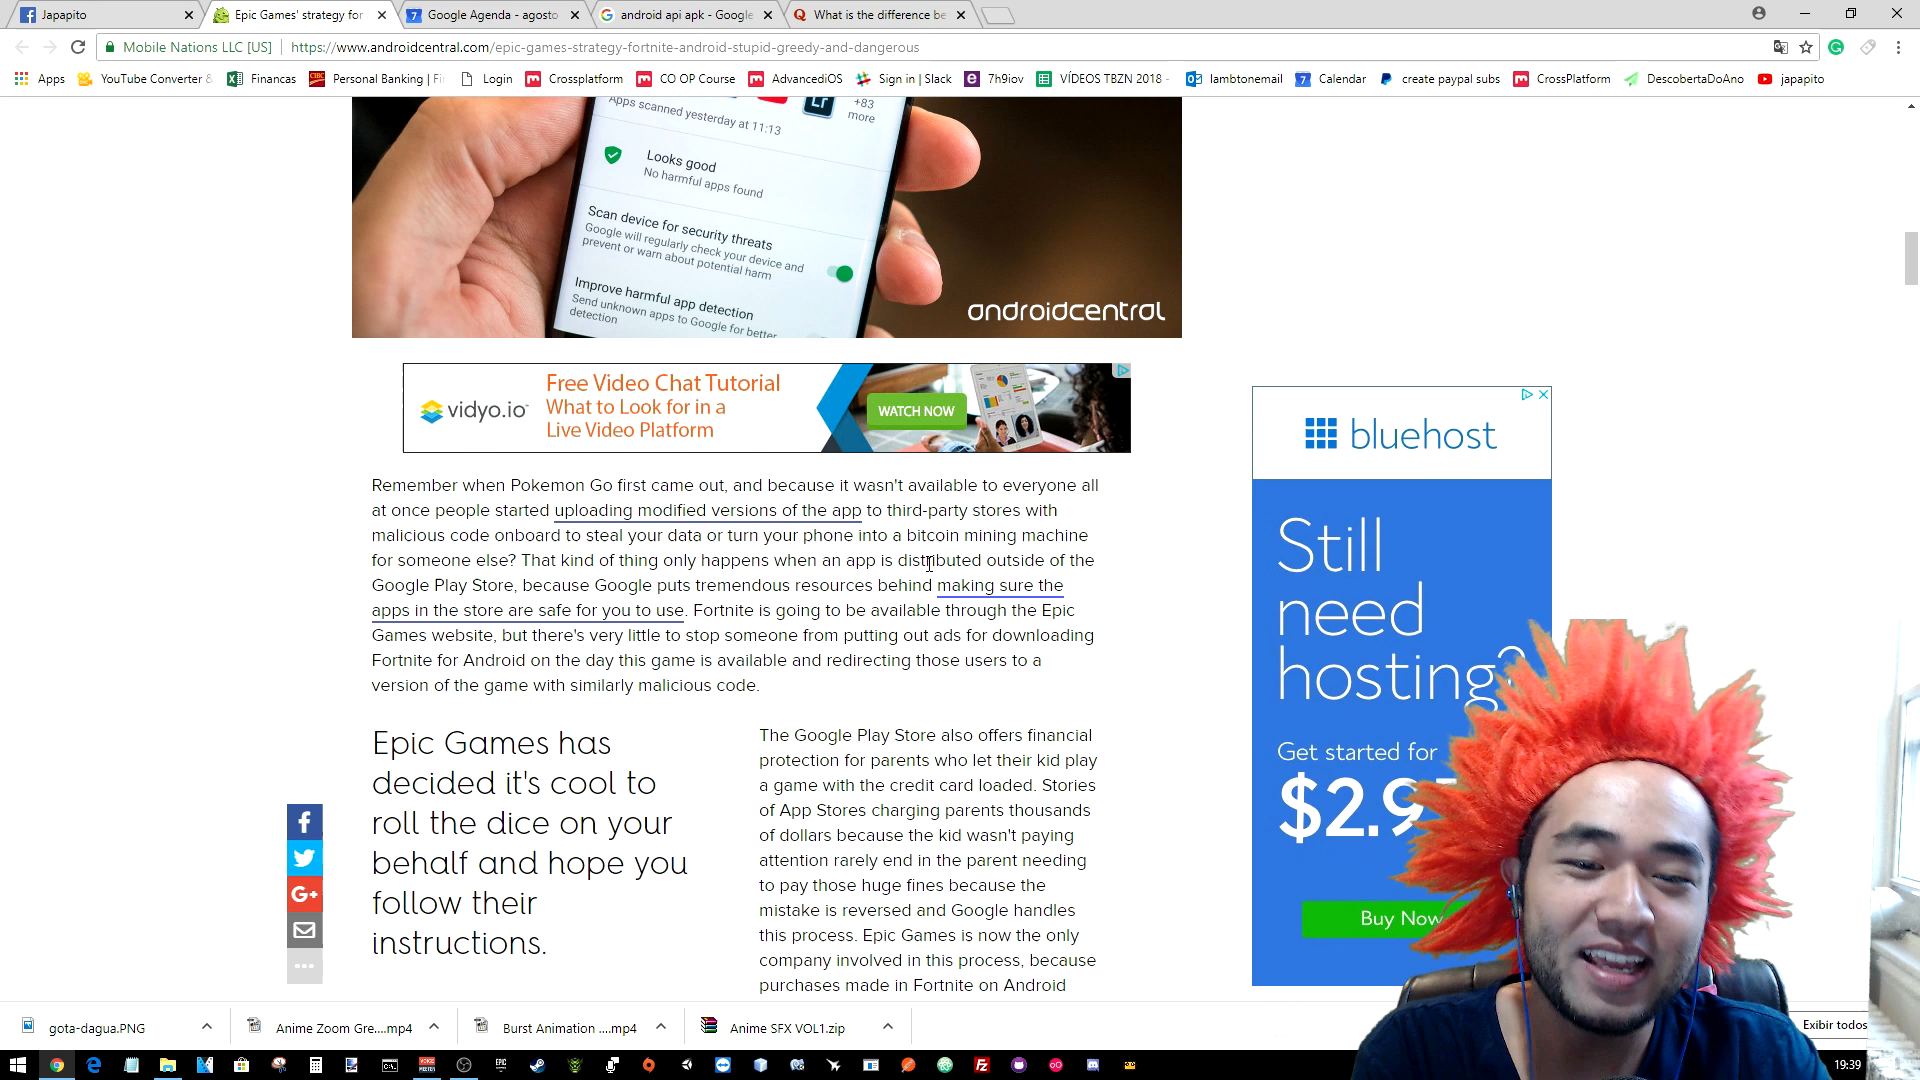 Japapito
Epic Games' strategy for
Google Agenda - agosto
android api apk - Google
What is the difference be
Mobile Nations LLC [US]
https://www.androidcentral.com/epic-games-strategy-fortnite-android-stupid-greedy-and-dangerous
Apps
YouTube Converter &
Financas
Personal Banking | Fi
Login
Crossplatform
CO OP Course
AdvancediOS
Sign in | Slack
7h9iov
VÍDEOS TBZN 2018 -
lambtonemail
Calendar
create paypal subs
CrossPlatform
DescobertaDoAno
japapito
Apps scanned yesterday at 11:13
+83
more
Looks good
No harmful apps found
Scan device for security threats
Google will regularly check your device and
prevent or warn about potential harm
Improve harmful app detection
Send unknown apps to Google for better
detection
androidcentral
vidyo.io
Free Video Chat Tutorial
What to Look for in a
Live Video Platform
WATCH NOW
Remember when Pokemon Go first came out, and because it wasn't available to everyone all
at once people started uploading modified versions of the app to third-party stores with
malicious code onboard to steal your data or turn your phone into a bitcoin mining machine
for someone else? That kind of thing only happens when an app is distributed outside of the
Google Play Store, because Google puts tremendous resources behind making sure the
apps in the store are safe for you to use. Fortnite is going to be available through the Epic
Games website, but there's very little to stop someone from putting out ads for downloading
Fortnite for Android on the day this game is available and redirecting those users to a
version of the game with similarly malicious code.
Epic Games has
decided it's cool to
roll the dice on your
behalf and hope you
follow their
instructions.
The Google Play Store also offers financial
protection for parents who let their kid play
a game with the credit card loaded. Stories
of App Stores charging parents thousands
of dollars because the kid wasn't paying
attention rarely end in the parent needing
to pay those huge fines because the
mistake is reversed and Google handles
this process. Epic Games is now the only
company involved in this process, because
purchases made in Fortnite on Android
bluehost
Still
need
hosting?
Get started for
$2.9
Buy Now
gota-dagua.PNG
Anime Zoom Gre....mp4
Burst Animation ....mp4
Anime SFX VOL1.zip
Exibir todos
19:39